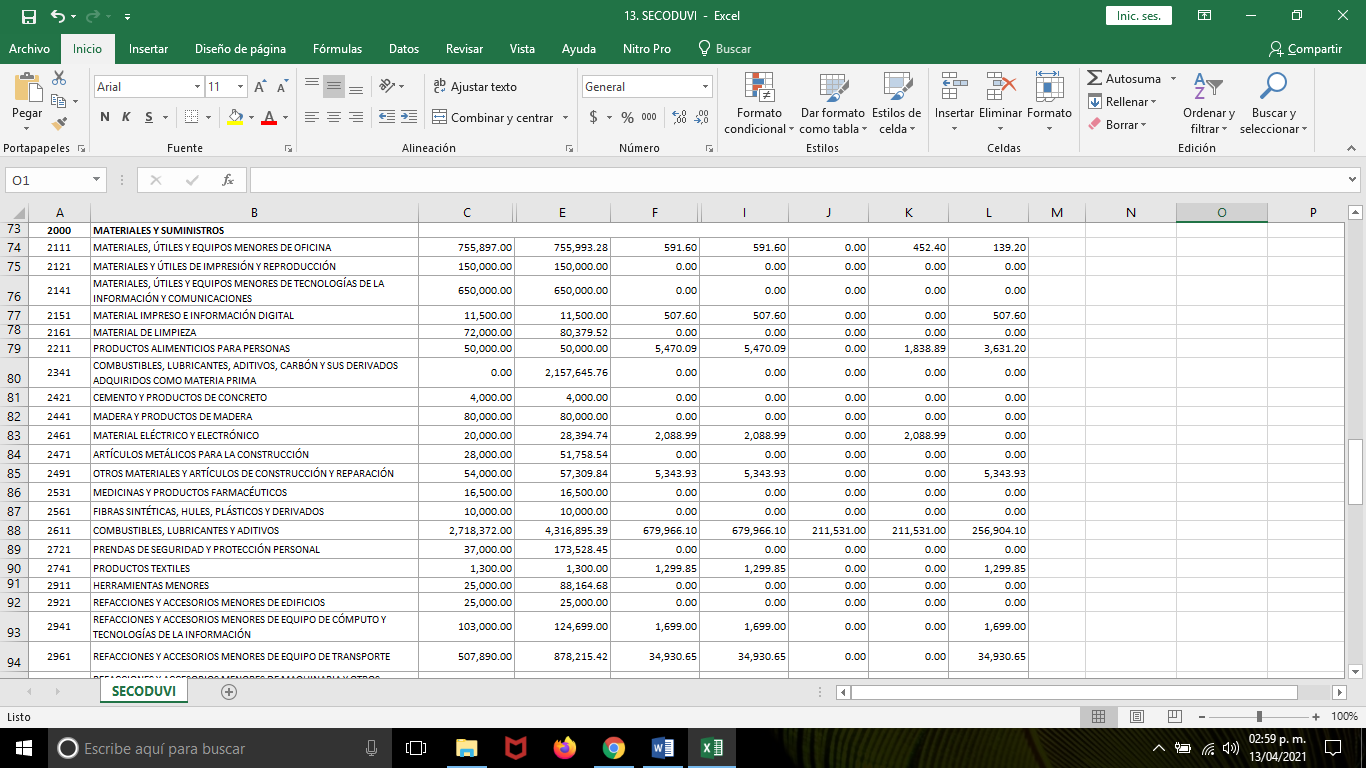 13. SECODUVI - Excel
Inic. ses.
Archivo Inicio Insertar Diseño de página Fórmulas Datos Revisar Vista Ayuda Nitro Pro Buscar Compartir
Pegar
Arial 11
Ajustar texto
General
Formato condicional
Dar formato como tabla
Estilos de celda
Insertar Eliminar Formato
Autosuma
Rellenar
Borrar
Ordenar y filtrar
Buscar y seleccionar
N K S
Combinar y centrar
$ % 000
Portapapeles Fuente Alineación Número Estilos Celdas Edición
O1 fx
A B C E F I J K L M N O P
73 2000 MATERIALES Y SUMINISTROS
74 2111 MATERIALES, ÚTILES Y EQUIPOS MENORES DE OFICINA 755,897.00 755,993.28 591.60 591.60 0.00 452.40 139.20
75 2121 MATERIALES Y ÚTILES DE IMPRESIÓN Y REPRODUCCIÓN 150,000.00 150,000.00 0.00 0.00 0.00 0.00 0.00
76 2141 MATERIALES, ÚTILES Y EQUIPOS MENORES DE TECNOLOGÍAS DE LA
INFORMACIÓN Y COMUNICACIONES 650,000.00 650,000.00 0.00 0.00 0.00 0.00 0.00
77 2151 MATERIAL IMPRESO E INFORMACIÓN DIGITAL 11,500.00 11,500.00 507.60 507.60 0.00 0.00 507.60
78 2161 MATERIAL DE LIMPIEZA 72,000.00 80,379.52 0.00 0.00 0.00 0.00 0.00
79 2211 PRODUCTOS ALIMENTICIOS PARA PERSONAS 50,000.00 50,000.00 5,470.09 5,470.09 0.00 1,838.89 3,631.20
80 2341 COMBUSTIBLES, LUBRICANTES, ADITIVOS, CARBÓN Y SUS DERIVADOS
ADQUIRIDOS COMO MATERIA PRIMA 0.00 2,157,645.76 0.00 0.00 0.00 0.00 0.00
81 2421 CEMENTO Y PRODUCTOS DE CONCRETO 4,000.00 4,000.00 0.00 0.00 0.00 0.00 0.00
82 2441 MADERA Y PRODUCTOS DE MADERA 80,000.00 80,000.00 0.00 0.00 0.00 0.00 0.00
83 2461 MATERIAL ELÉCTRICO Y ELECTRÓNICO 20,000.00 28,394.74 2,088.99 2,088.99 0.00 2,088.99 0.00
84 2471 ARTÍCULOS METÁLICOS PARA LA CONSTRUCCIÓN 28,000.00 51,758.54 0.00 0.00 0.00 0.00 0.00
85 2491 OTROS MATERIALES Y ARTÍCULOS DE CONSTRUCCIÓN Y REPARACIÓN 54,000.00 57,309.84 5,343.93 5,343.93 0.00 0.00 5,343.93
86 2531 MEDICINAS Y PRODUCTOS FARMACÉUTICOS 16,500.00 16,500.00 0.00 0.00 0.00 0.00 0.00
87 2561 FIBRAS SINTÉTICAS, HULES, PLÁSTICOS Y DERIVADOS 10,000.00 10,000.00 0.00 0.00 0.00 0.00 0.00
88 2611 COMBUSTIBLES, LUBRICANTES Y ADITIVOS 2,718,372.00 4,316,895.39 679,966.10 679,966.10 211,531.00 211,531.00 256,904.10
89 2721 PRENDAS DE SEGURIDAD Y PROTECCIÓN PERSONAL 37,000.00 173,528.45 0.00 0.00 0.00 0.00 0.00
90 2741 PRODUCTOS TEXTILES 1,300.00 1,300.00 1,299.85 1,299.85 0.00 0.00 1,299.85
91 2911 HERRAMIENTAS MENORES 25,000.00 88,164.68 0.00 0.00 0.00 0.00 0.00
92 2921 REFACCIONES Y ACCESORIOS MENORES DE EDIFICIOS 25,000.00 25,000.00 0.00 0.00 0.00 0.00 0.00
93 2941 REFACCIONES Y ACCESORIOS MENORES DE EQUIPO DE CÓMPUTO Y
TECNOLOGÍAS DE LA INFORMACIÓN 103,000.00 124,699.00 1,699.00 1,699.00 0.00 0.00 1,699.00
94 2961 REFACCIONES Y ACCESORIOS MENORES DE EQUIPO DE TRANSPORTE 507,890.00 878,215.42 34,930.65 34,930.65 0.00 0.00 34,930.65
SECODUVI
Listo 100%
Escribe aquí para buscar
02:59 p. m.
13/04/2021